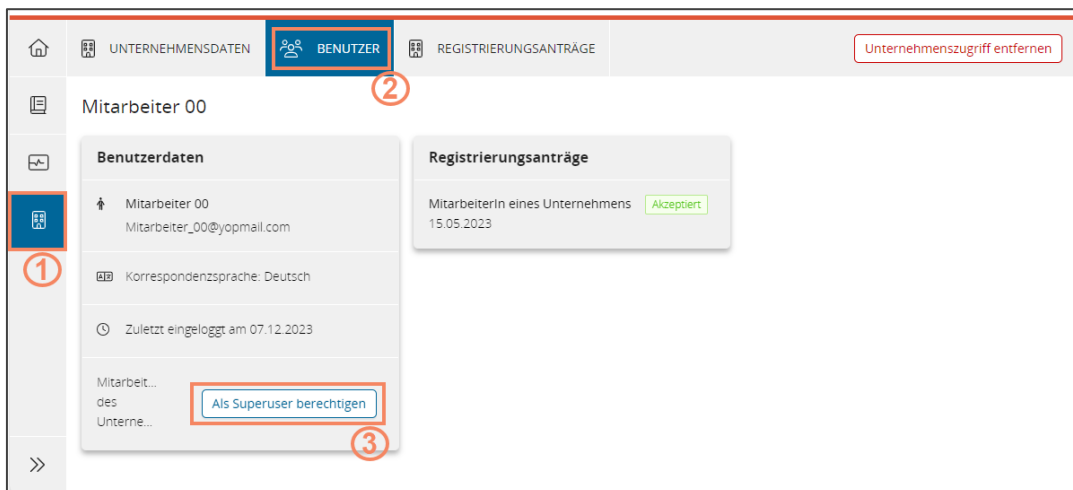 UNTERNEHMENSDATEN
BENUTZER
REGISTRIERUNGSANTRÄGE
Unternehmenszugriff entfernen
2
Mitarbeiter 00
Benutzerdaten
Mitarbeiter 00
Mitarbeiter_00@yopmail.com
1
Korrespondenzsprache: Deutsch
Zuletzt eingeloggt am 07.12.2023
Mitarbeit...
des
Unterne...
Als Superuser berechtigen
3
Registrierungsanträge
MitarbeiterIn eines Unternehmens
Akzeptiert
15.05.2023